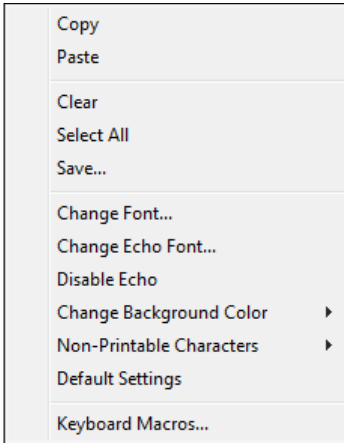 Copy
Paste
Clear
Select All
Save...
Change Font...
Change Echo Font...
Disable Echo
Change Background Color
Non-Printable Characters
Default Settings
Keyboard Macros...